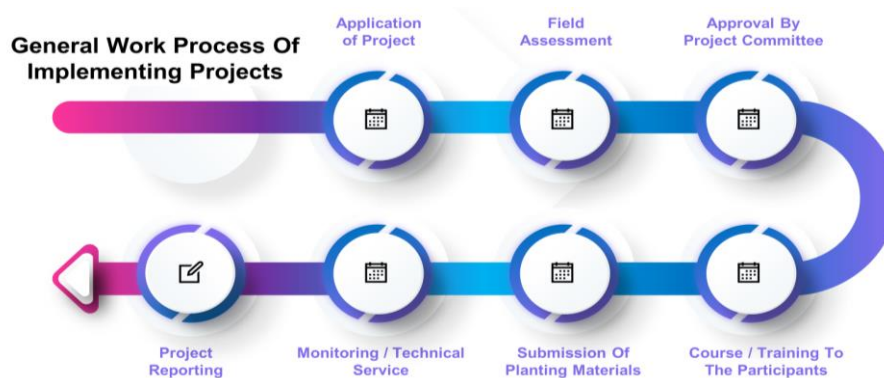 General Work Process Of
Implementing Projects
Application
of Project
Field
Assessment
Approval By
Project Committee
Course / Training To
The Participants
Submission Of
Planting Materials
Monitoring / Technical
Service
Project
Reporting